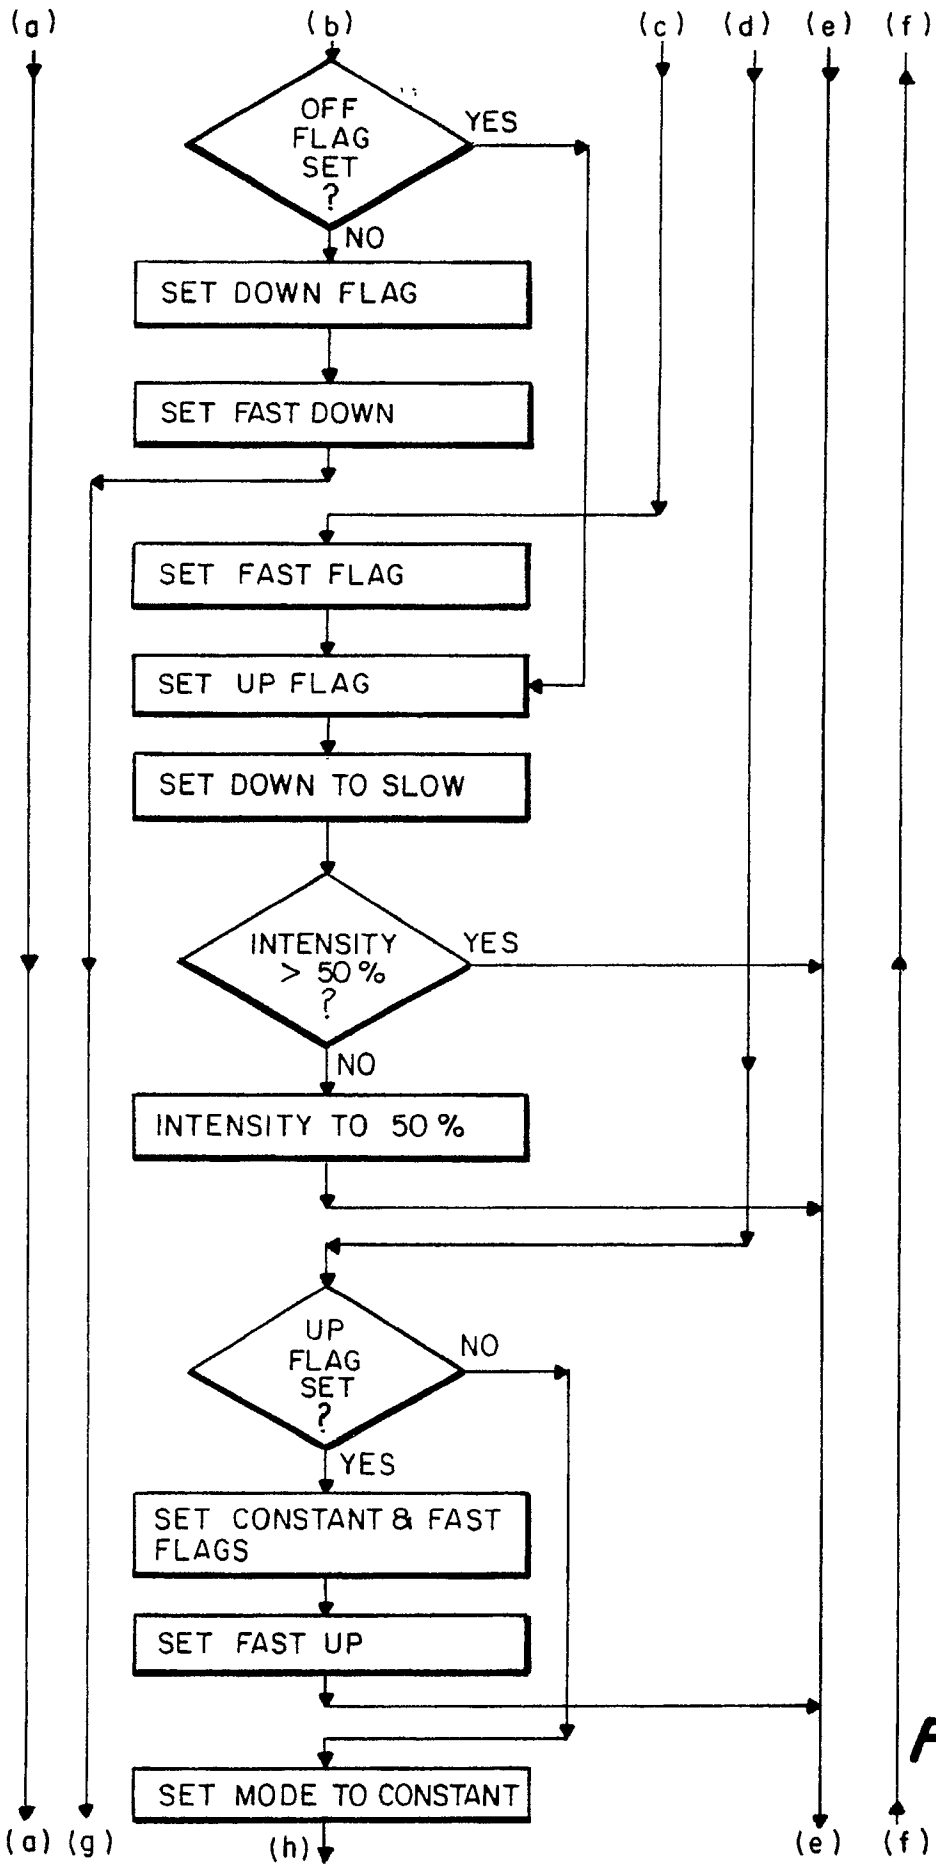 (a) (b) (c) (d) (e) (f)
OFF
FLAG
SET
?
YES
NO
SET DOWN FLAG
SET FAST DOWN
SET FAST FLAG
SET UP FLAG
SET DOWN TO SLOW
INTENSITY
> 50%
?
YES
NO
INTENSITY TO 50%
UP
FLAG
SET
?
NO
YES
SET CONSTANT & FAST
FLAGS
SET FAST UP
SET MODE TO CONSTANT
(a) (g) (h) (e) (f)